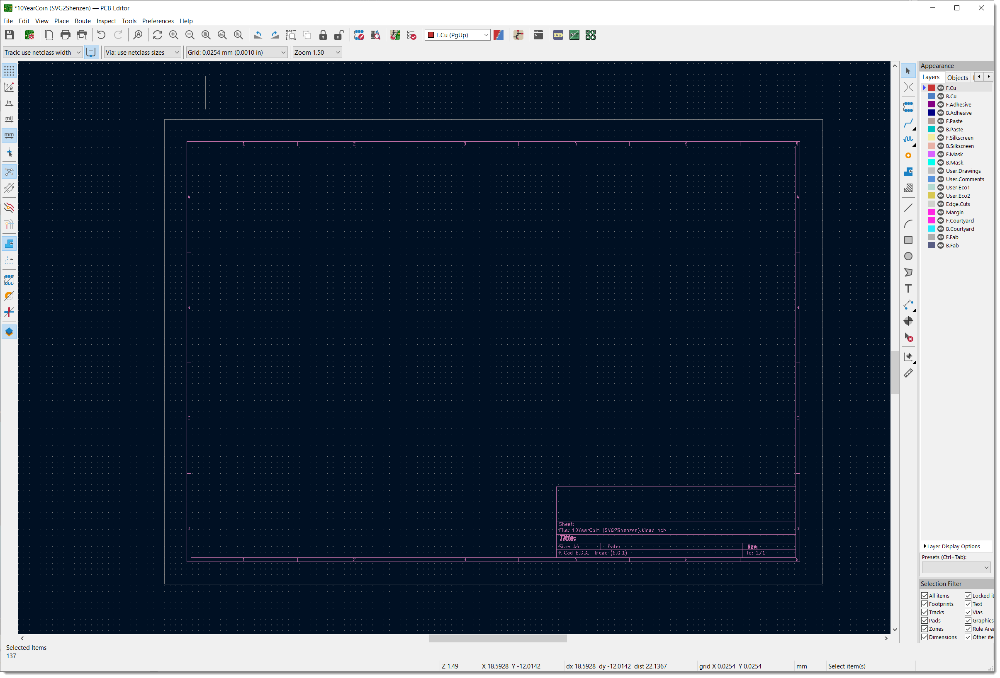 *10YearCoin (SVG2Shenzen) — PCB Editor
File Edit View Place Route Inspect Tools Preferences Help
F.Cu (PgUp)
Track: use netclass width
Via: use netclass sizes
Grid: 0.0254 mm (0.0010 in)
Zoom 1.50
in
mil
mm
1 2 3 4 5 6
A A
B B
C C
D D
Sheet:
File: 10YearCoin (SVG2Shenzen).kicad_pcb
Title:
Size: A4 Date: Rev:
KiCad E.D.A. kicad (6.0.1) Id: 1/1
1 2 3 4 5 6
Appearance
Layers Objects
F.Cu
B.Cu
F.Adhesive
B.Adhesive
F.Paste
B.Paste
F.Silkscreen
B.Silkscreen
F.Mask
B.Mask
User.Drawings
User.Comments
User.Eco1
User.Eco2
Edge.Cuts
Margin
F.Courtyard
B.Courtyard
F.Fab
B.Fab
Layer Display Options
Presets (Ctrl+Tab):
-----
Selection Filter
All items Locked it
Footprints Text
Tracks Vias
Pads Graphics
Zones Rule Area
Dimensions Other ite
Selected Items
137
Z 1.49 X 18.5928 Y -12.0142 dx 18.5928 dy -12.0142 dist 22.1367 grid X 0.0254 Y 0.0254 mm Select item(s)